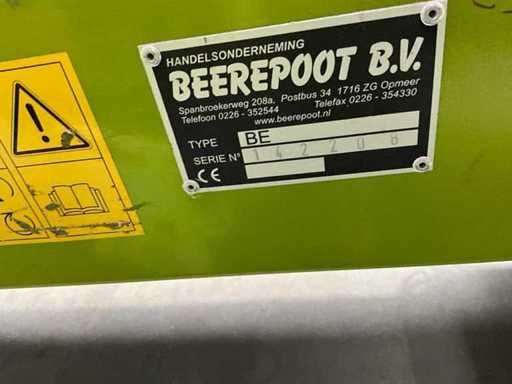 HANDELSONDERNEMING
BEEREPOOT B.V.
Spanbroekerweg 208a, Postbus 34 1716 ZG Opmeer
Telefoon 0226 - 352544 Telefax 0226 - 354330
www.beerepoot.nl
TYPE BE
SERIE N° 142208
CE